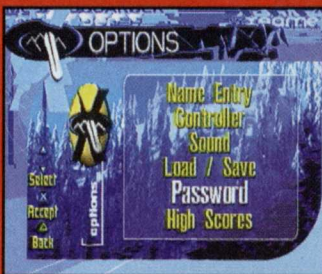 OPTIONS
Name Entry
Controller
Sound
Load / Save
Password
High Scores
Select
X
Accept
Back
options